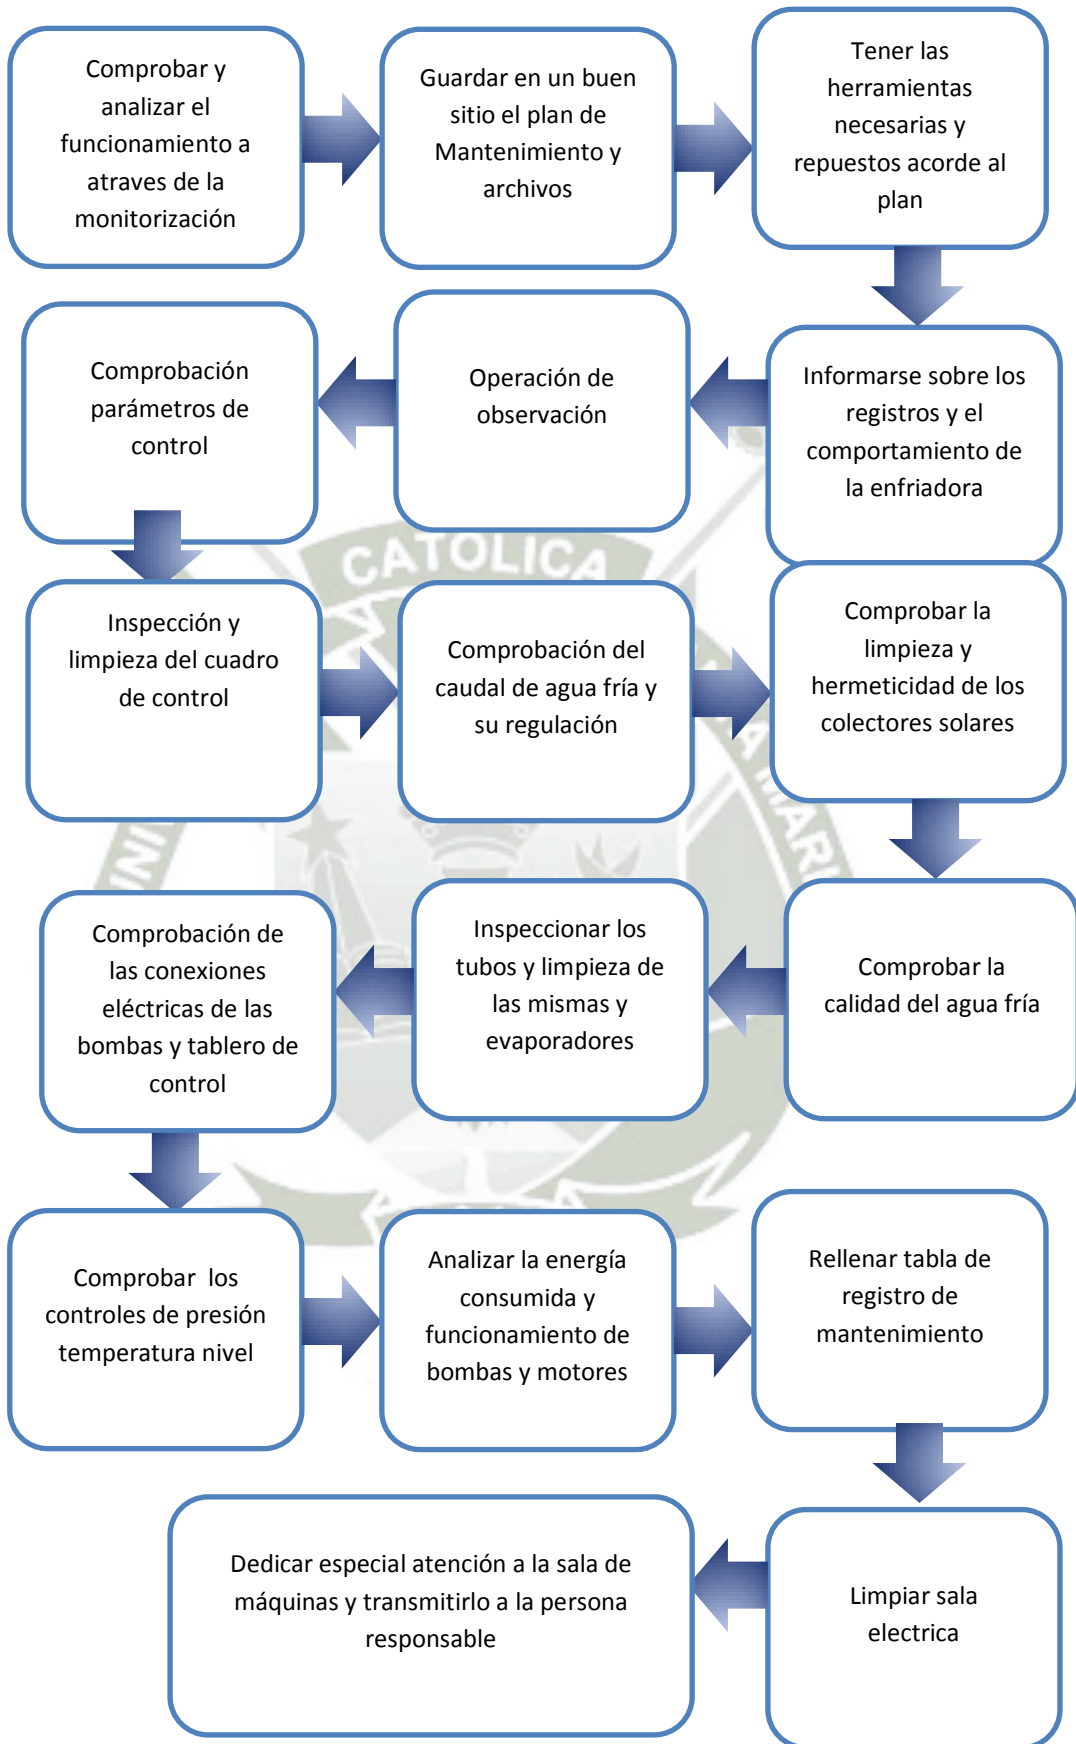 Comprobar y
analizar el
funcionamiento a
atraves de la
monitorización
Guardar en un buen
sitio el plan de
Mantenimiento y
archivos
Tener las
herramientas
necesarias y
repuestos acorde al
plan
Informarse sobre los
registros y el
comportamiento de
la enfriadora
Operación de
observación
Comprobación
parámetros de
control
Inspección y
limpieza del cuadro
de control
Comprobación del
caudal de agua fría y
su regulación
Comprobar la
limpieza y
hermeticidad de los
colectores solares
Comprobar la
calidad del agua fría
Inspeccionar los
tubos y limpieza de
las mismas y
evaporadores
Comprobación de
las conexiones
eléctricas de las
bombas y tablero de
control
Comprobar  los
controles de presión
temperatura nivel
Analizar la energía
consumida y
funcionamiento de
bombas y motores
Rellenar tabla de
registro de
mantenimiento
Limpiar sala
electrica
Dedicar especial atención a la sala de
máquinas y transmitirlo a la persona
responsable
CATOLICA